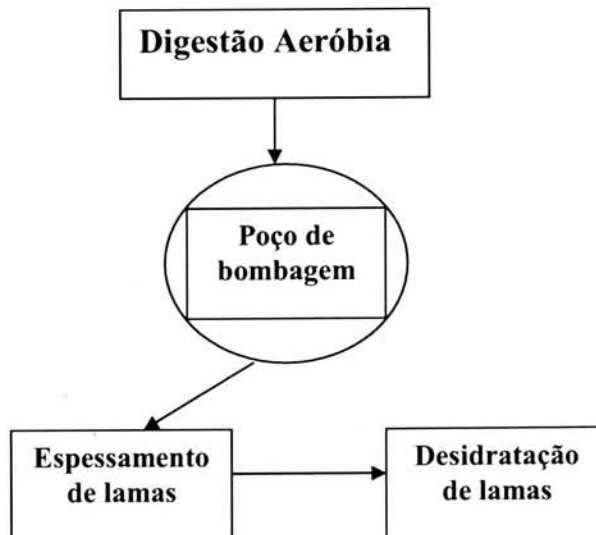 Digestão Aeróbia
Poço de
bombagem
Espessamento
de lamas
Desidratação
de lamas